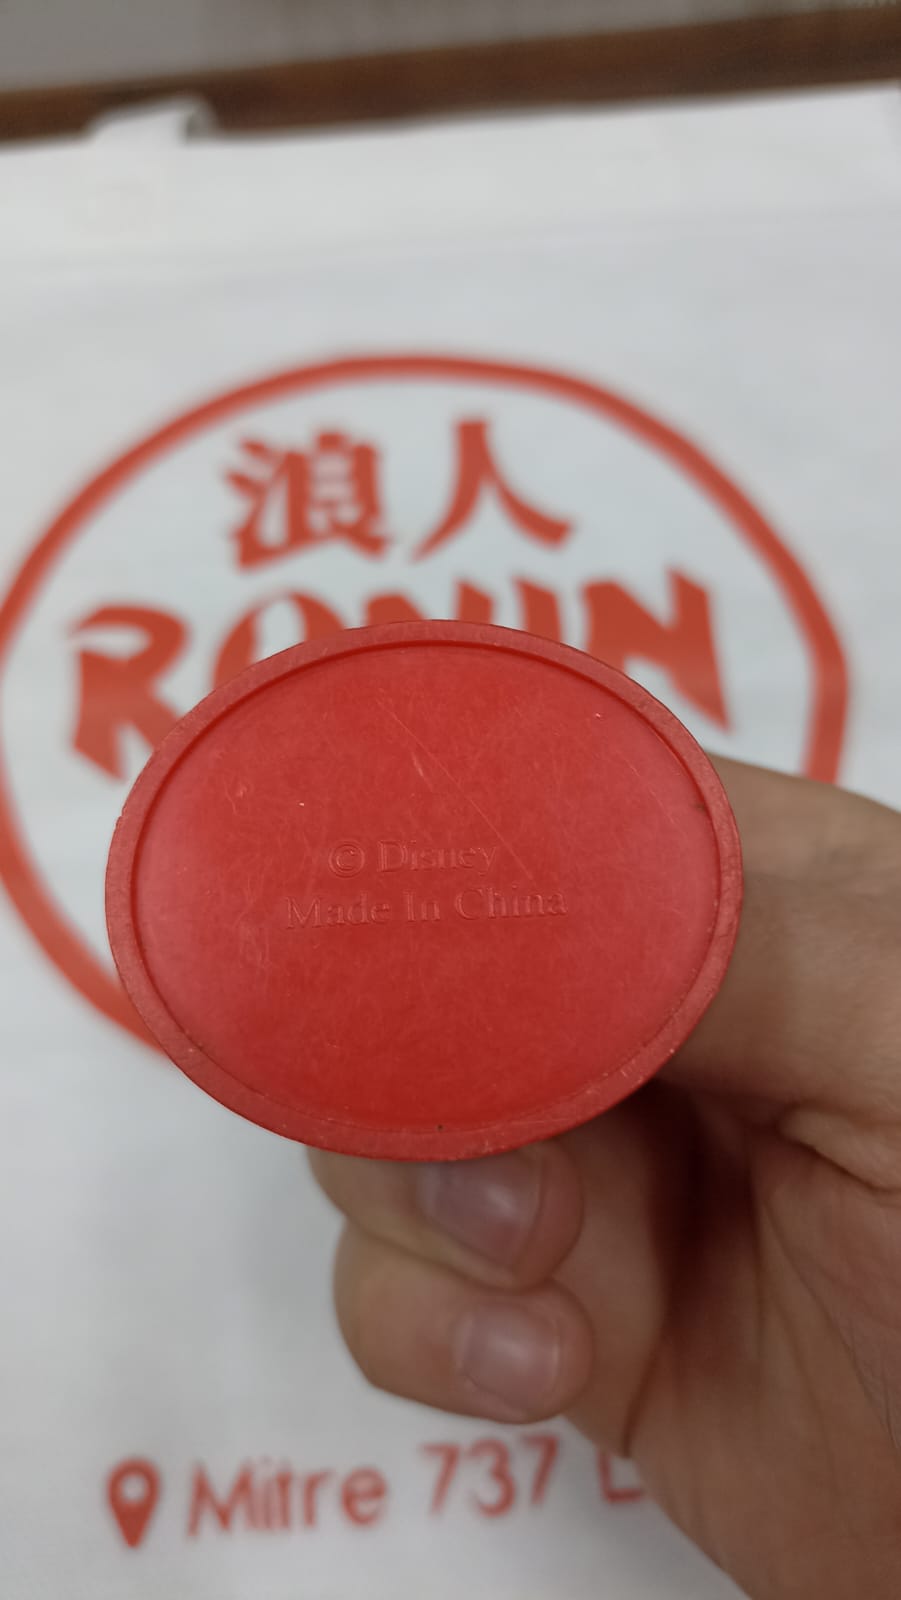 浪人
RONIN
© Disney
Made In China
Mitre 737